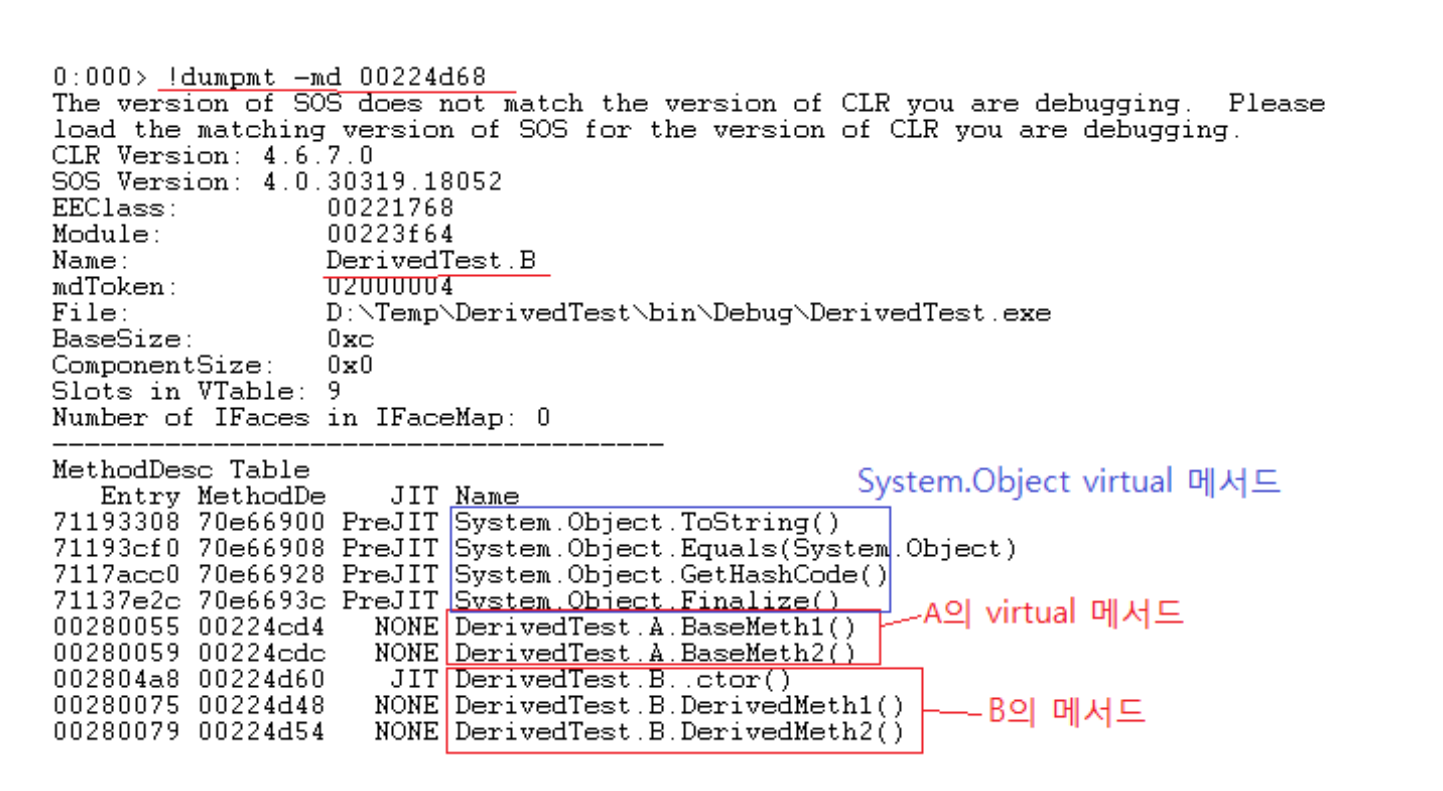 0:000> !dumpmt -md 00224d68
The version of SOS does not match the version of CLR you are debugging.  Please
load the matching version of SOS for the version of CLR you are debugging.
CLR Version: 4.6.7.0
SOS Version: 4.0.30319.18052
EEClass:         00221768
Module:          00223f64
Name:            DerivedTest.B
mdToken:         02000004
File:            D:\Temp\DerivedTest\bin\Debug\DerivedTest.exe
BaseSize:        0xc
ComponentSize:   0x0
Slots in VTable: 9
Number of IFaces in IFaceMap: 0
--------------------------------------
MethodDesc Table
System.Object virtual 메서드
   Entry MethodDe    JIT Name
71193308 70e66900 PreJIT System.Object.ToString()
71193cf0 70e66908 PreJIT System.Object.Equals(System.Object)
7117acc0 70e66928 PreJIT System.Object.GetHashCode()
71137e2c 70e6693c PreJIT System.Object.Finalize()
00280055 00224cd4   NONE DerivedTest.A.BaseMeth1() A의 virtual 메서드
00280059 00224cdc   NONE DerivedTest.A.BaseMeth2()
002804a8 00224d60    JIT DerivedTest.B..ctor()
00280075 00224d48   NONE DerivedTest.B.DerivedMeth1() B의 메서드
00280079 00224d54   NONE DerivedTest.B.DerivedMeth2()